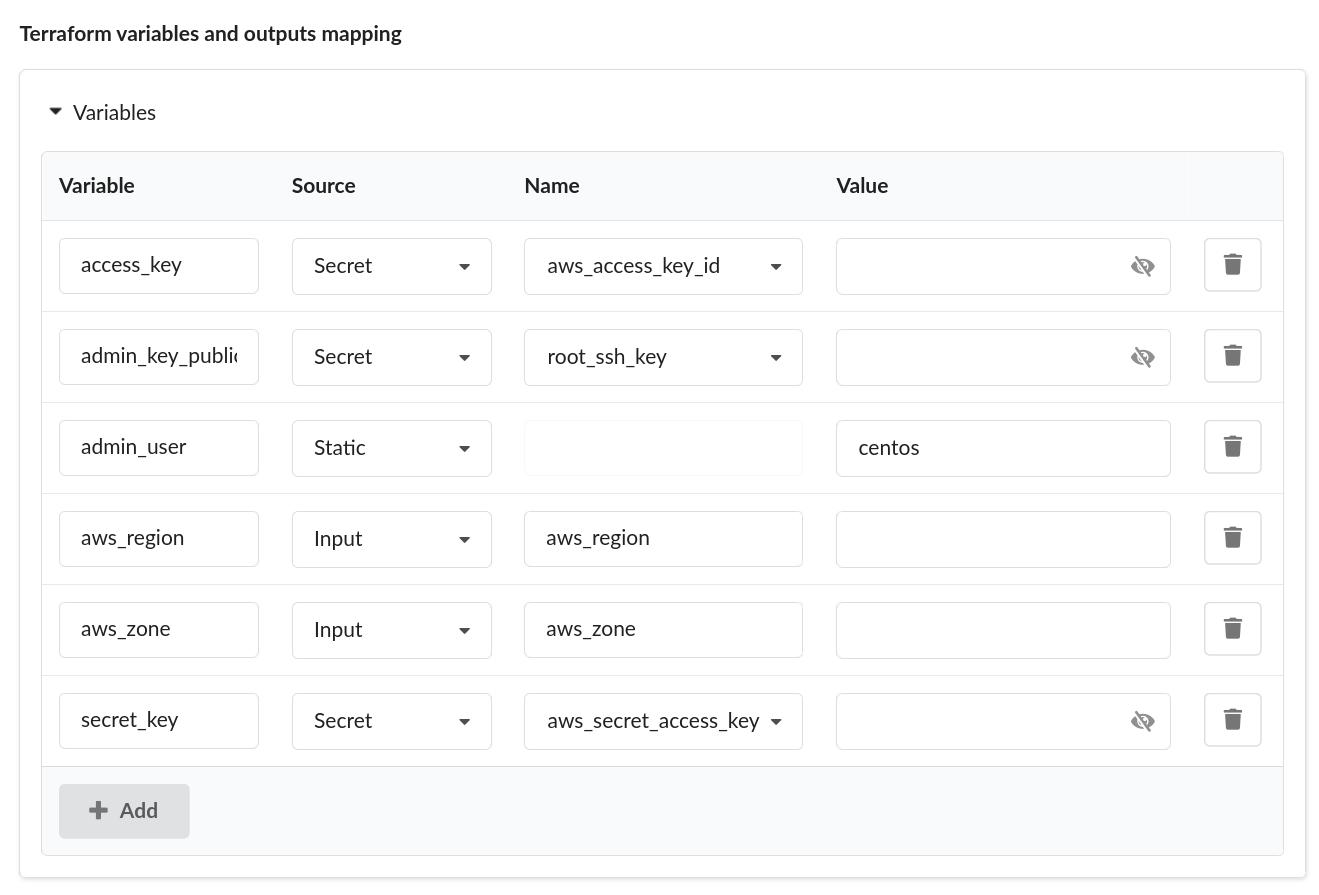 Terraform variables and outputs mapping
Variables
Variable Source Name Value
access_key Secret aws_access_key_id
admin_key_public Secret root_ssh_key
admin_user Static centos
aws_region Input aws_region
aws_zone Input aws_zone
secret_key Secret aws_secret_access_key
Add